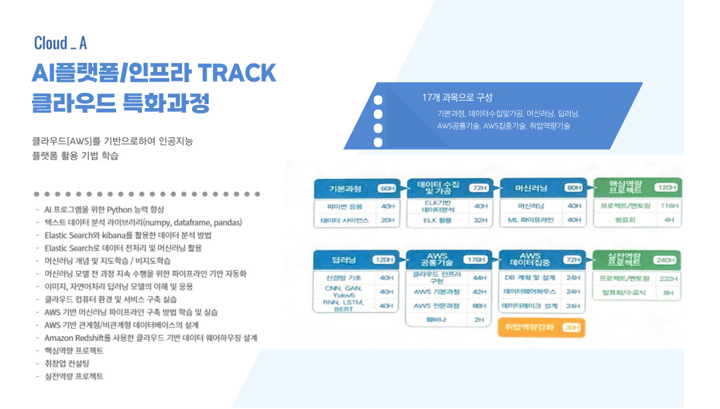 Cloud _ A
AI플랫폼/인프라 TRACK
클라우드 특화과정
클라우드[AWS]를 기반으로하여 인공지능
플랫폼 활용 기법 학습
- AI 프로그램을 위한 Python 능력 향상
- 텍스트 데이터 분석 라이브러리(numpy, dataframe, pandas)
- Elastic Search와 kibana를 활용한 데이터 분석 방법
- Elastic Search로 데이터 전처리 및 머신러닝 활용
- 머신러닝 개념 및 지도학습 / 비지도학습
- 머신러닝 모델 전 과정 지속 수행을 위한 파이프라인 기반 자동화
- 이미지, 자연어처리 딥러닝 모델의 이해 및 응용
- 클라우드 컴퓨터 환경 및 서비스 구축 실습
- AWS 기반 머신러닝 파이프라인 구축 방법 학습 및 실습
- AWS 기반 관계형/비관계형 데이터베이스의 설계
- Amazon Redshift를 사용한 클라우드 기반 데이터 웨어하우징 설계
- 핵심역량 프로젝트
- 취창업 컨설팅
- 실전역량 프로젝트
17개 과목으로 구성
기본과정, 데이터수집및가공, 머신러닝, 딥러닝,
AWS공통기술, AWS집중기술, 취업역량기술
기본과정 60H
파이썬 응용 40H
데이터 사이언스 20H
데이터 수집
및 가공 72H
ELK기반
데이터분석 40H
ELK 활용 32H
머신러닝 80H
머신러닝 40H
ML 파이프라인 40H
핵심역량
프로젝트 120H
프로젝트/멘토링 116H
발표회 4H
딥러닝 120H
신경망 기초 40H
CNN, GAN,
Yolov5 40H
RNN, LSTM,
BERT 40H
AWS
공통기술 176H
클라우드 인프라
구현 44H
AWS 기본과정 42H
AWS 전문과정 88H
웨비나 2H
AWS
데이터집중 72H
DB 계획 및 설계 24H
데이터웨어하우스 24H
데이터레이크 설계 24H
취업역량강화
실전역량
프로젝트 240H
프로젝트/멘토링 232H
발표회/수료식 8H